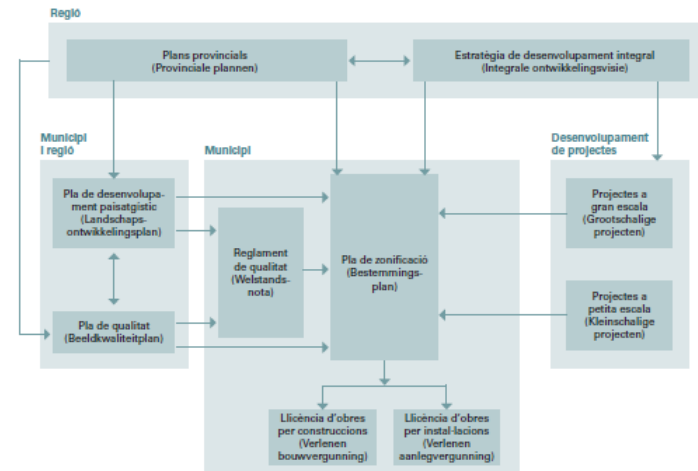 Regió
Plans provincials
(Provinciale plannen)
Estratègia de desenvolupament integral
(Integrale ontwikkelingsvisie)
Municipi
i regió
Municipi
Desenvolupament
de projectes
Pla de desenvolupa-
ment paisatgístic
(Landschaps-
ontwikkelingsplan)
Reglament
de qualitat
(Welstands-
nota)
Pla de zonificació
(Bestemmings-
plan)
Projectes a
gran escala
(Grootschalige
projecten)
Pla de qualitat
(Beeldkwaliteitplan)
Projectes a
petita escala
(Kleinschalige
projecten)
Llicència d'obres
per construccions
(Verlenen
bouwvergunning)
Llicència d'obres
per instal·lacions
(Verlenen
aanlegvergunning)